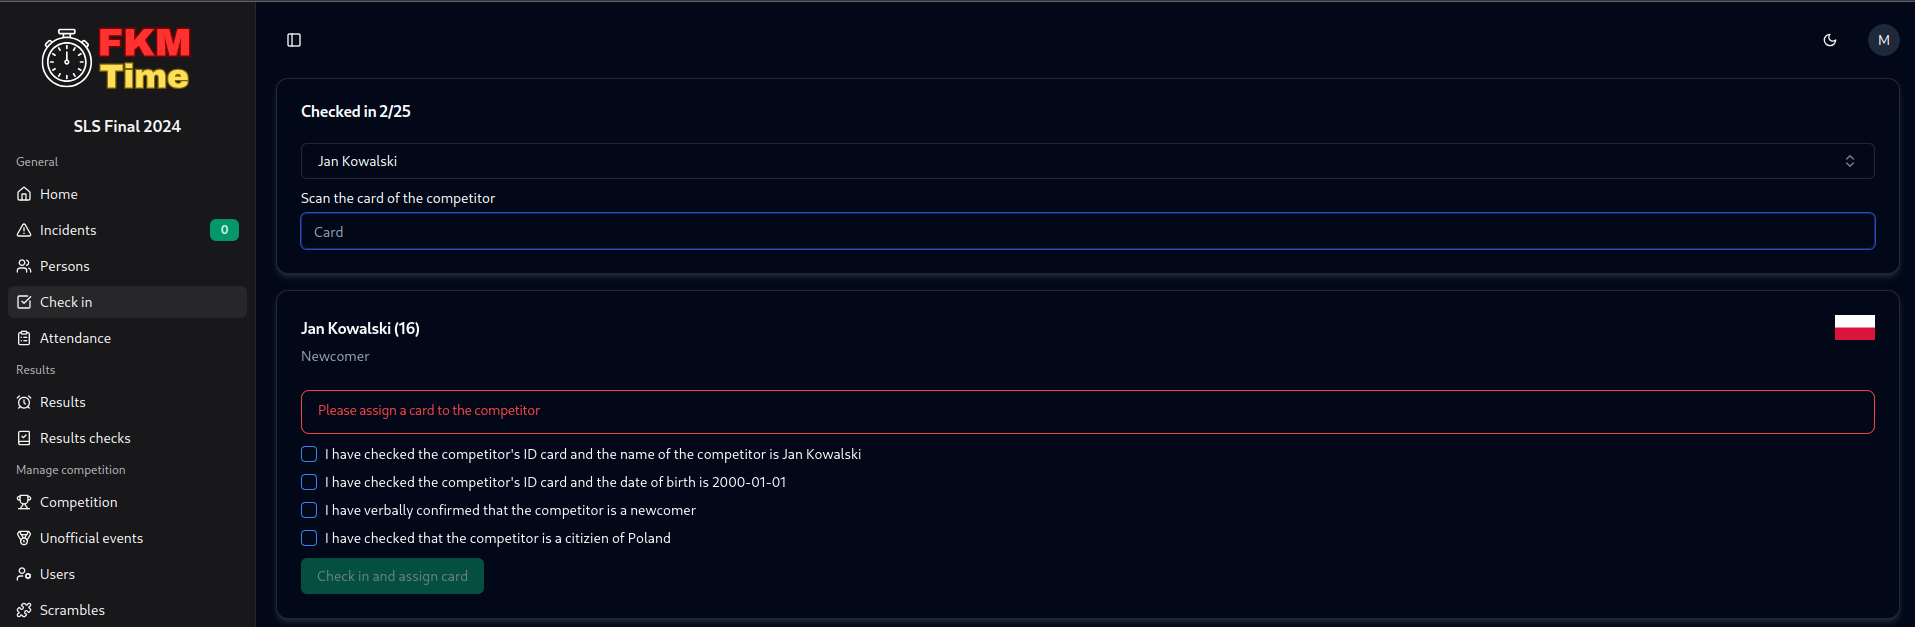 FKM
Time
SLS Final 2024
General
Home
Incidents 0
Persons
Check in
Attendance
Results
Results
Results checks
Manage competition
Competition
Unofficial events
Users
Scrambles
M
Checked in 2/25
Jan Kowalski
Scan the card of the competitor
Card
Jan Kowalski (16)
Newcomer
Please assign a card to the competitor
I have checked the competitor's ID card and the name of the competitor is Jan Kowalski
I have checked the competitor's ID card and the date of birth is 2000-01-01
I have verbally confirmed that the competitor is a newcomer
I have checked that the competitor is a citizien of Poland
Check in and assign card